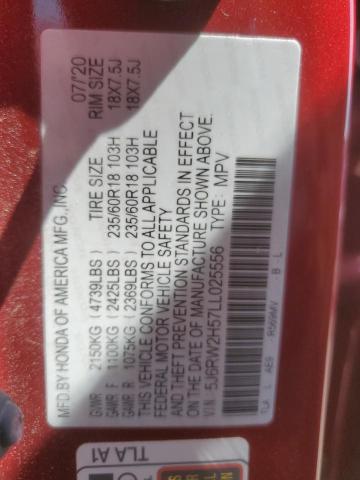 MFD.BY HONDA OF AMERICA MFG.,INC. 07/'20
GVWR 2150KG (4739LBS) TIRE SIZE RIM SIZE
GAWR F 1100KG (2425LBS) 235/60R18 103H 18X7.5J
GAWR R 1075KG (2369LBS) 235/60R18 103H 18X7.5J
THIS VEHICLE CONFORMS TO ALL APPLICABLE
FEDERAL MOTOR VEHICLE SAFETY
AND THEFT PREVENTION STANDARDS IN EFFECT
ON THE DATE OF MANUFACTURE SHOWN ABOVE.
V.I.N: 5J6RW2H57LL025556 TYPE: MPV
TLA L AE9 R569MV - B - L
TLA A1